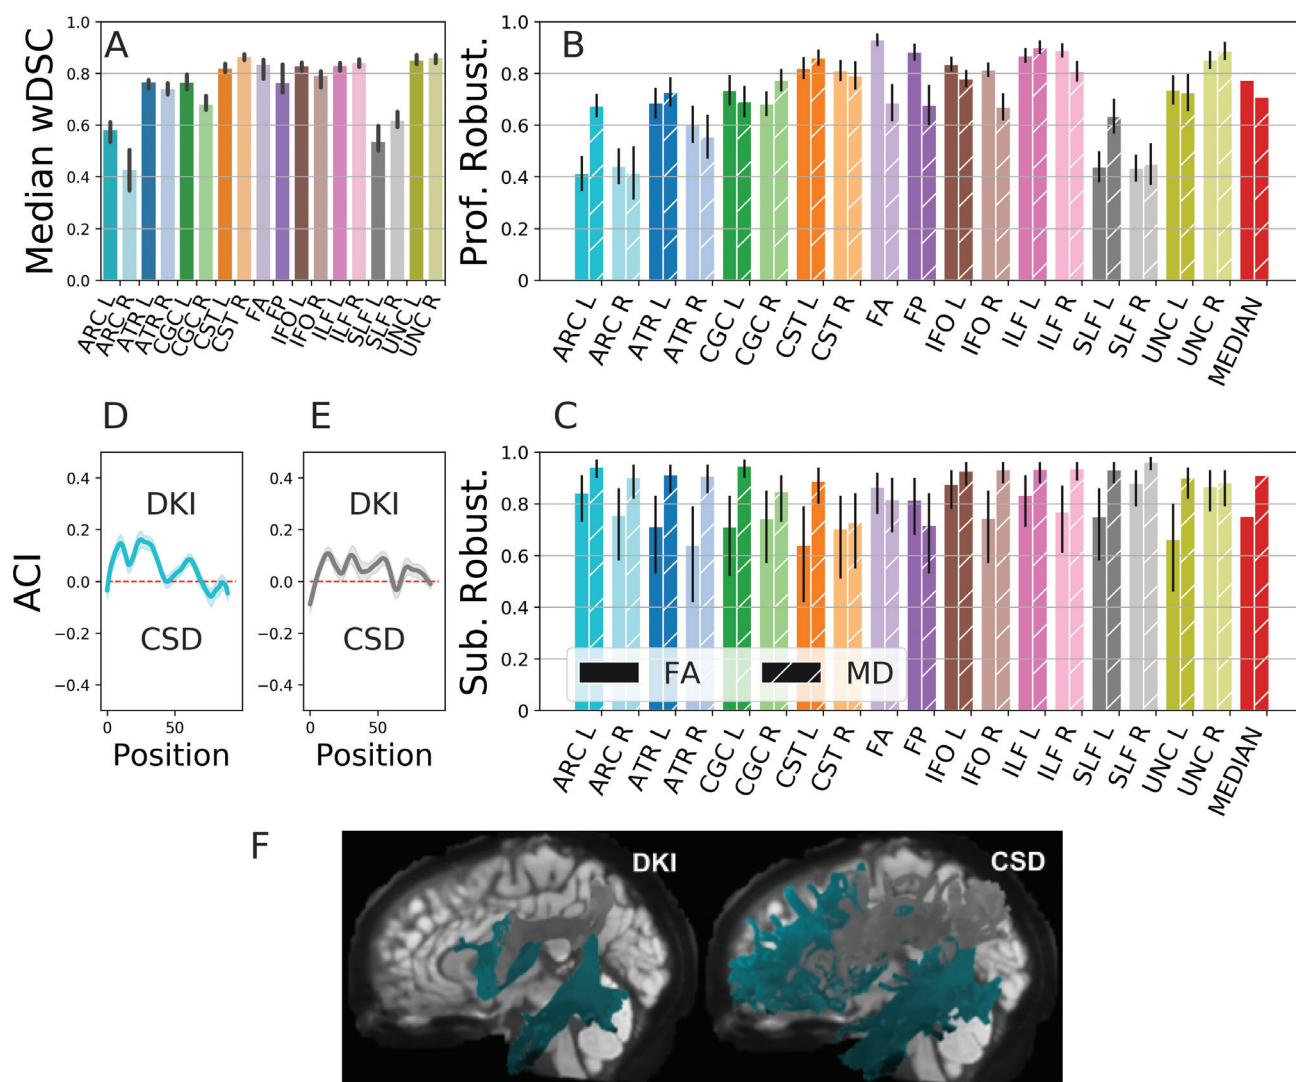 A
Median wDSC
1.0
0.8
0.6
0.4
0.2
0.0
ARC L
ARC R
ATR L
ATR R
CGC L
CGC R
CST L
CST R
FA
FP
IFO L
IFO R
ILF L
ILF R
SLF L
SLF R
UNC L
UNC R
B
Prof. Robust.
1.0
0.8
0.6
0.4
0.2
0
ARC L
ARC R
ATR L
ATR R
CGC L
CGC R
CST L
CST R
FA
FP
IFO L
IFO R
ILF L
ILF R
SLF L
SLF R
UNC L
UNC R
MEDIAN
D
ACI
0.4
0.2
0.0
−0.2
−0.4
DKI
CSD
0
50
Position
E
0.4
0.2
0.0
−0.2
−0.4
DKI
CSD
0
50
Position
C
Sub. Robust.
1.0
0.8
0.6
0.4
0.2
0
FA
MD
ARC L
ARC R
ATR L
ATR R
CGC L
CGC R
CST L
CST R
FA
FP
IFO L
IFO R
ILF L
ILF R
SLF L
SLF R
UNC L
UNC R
MEDIAN
F
DKI
CSD